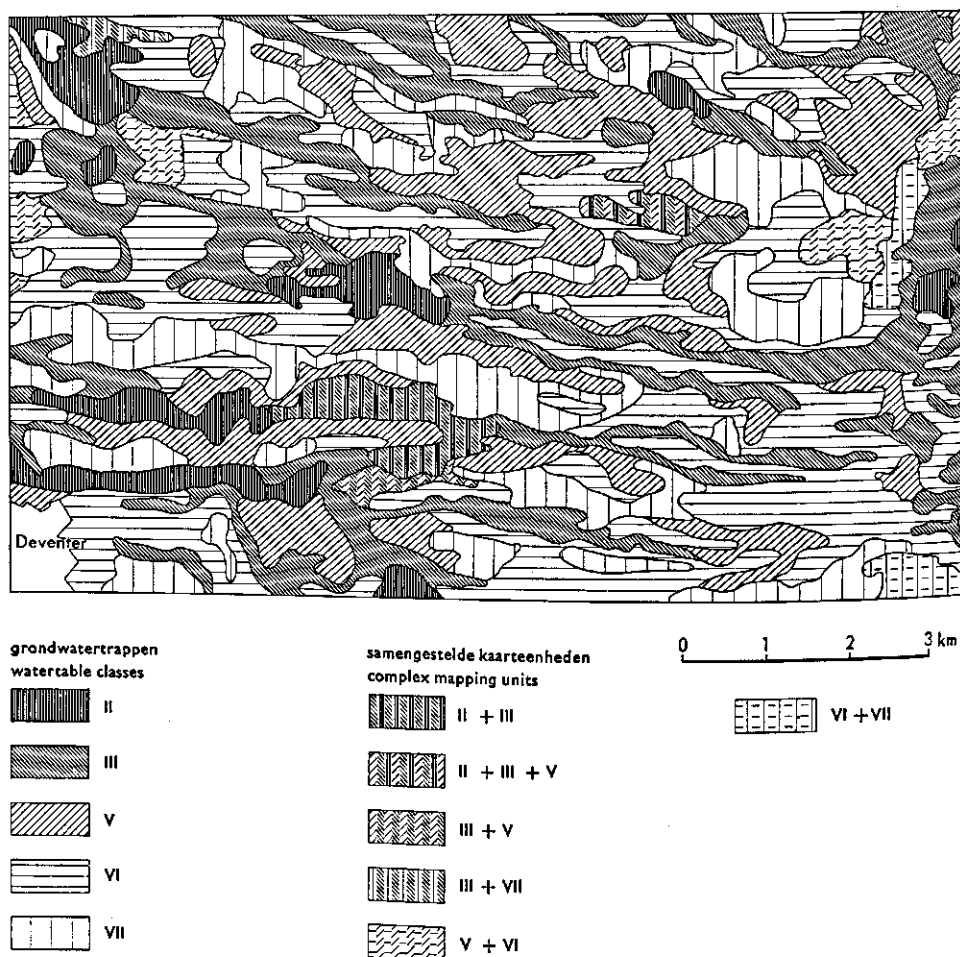 Deventer
grondwatertrappen
watertable classes
II
III
V
VI
VII
samengestelde kaarteenheden
complex mapping units
II + III
II + III + V
III + V
III + VII
V + VI
0 1 2 3 km
VI + VII